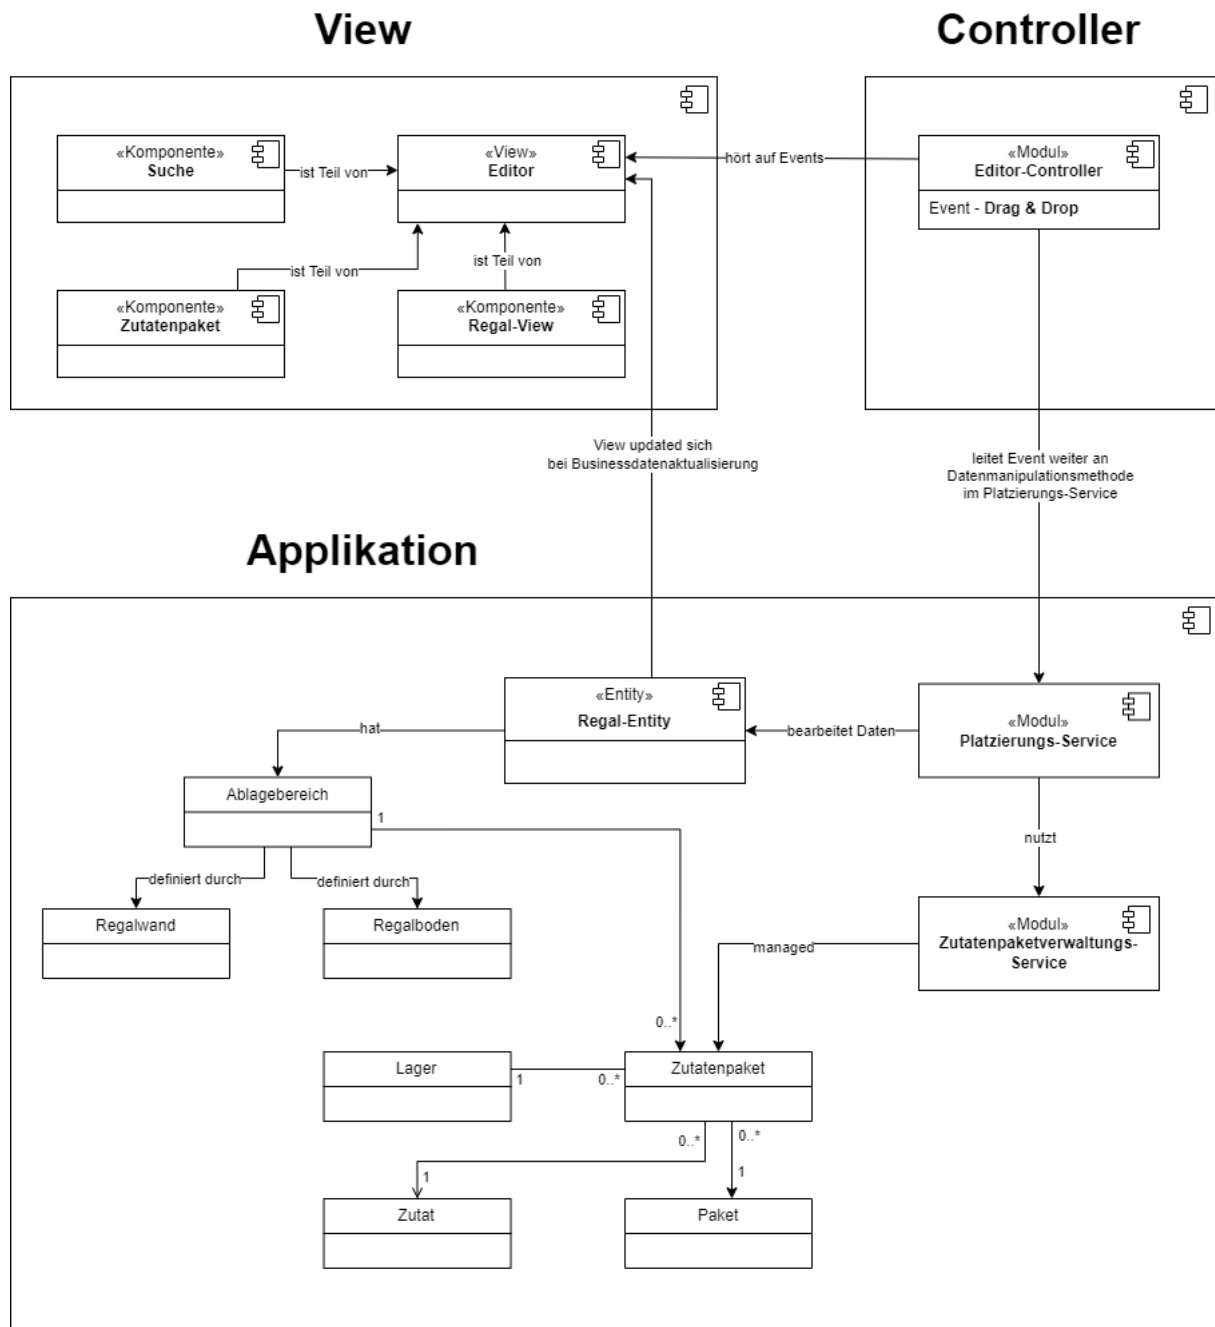 View
Controller
«Komponente»
Suche
ist Teil von
«View»
Editor
hört auf Events
«Modul»
Editor-Controller
Event - Drag & Drop
ist Teil von
ist Teil von
«Komponente»
Zutatenpaket
«Komponente»
Regal-View
View updated sich
bei Businessdatenaktualisierung
leitet Event weiter an
Datenmanipulationsmethode
im Platzierungs-Service
Applikation
«Entity»
Regal-Entity
bearbeitet Daten
«Modul»
Platzierungs-Service
hat
Ablagebereich
1
nutzt
definiert durch
definiert durch
Regalwand
Regalboden
«Modul»
Zutatenpaketverwaltungs-
Service
managed
0..*
Lager
1
0..*
Zutatenpaket
0..*
0..*
1
1
Zutat
Paket